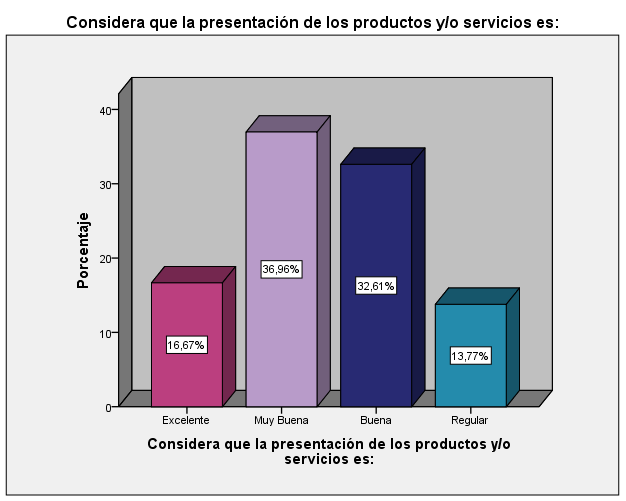 Considera que la presentación de los productos y/o servicios es:
Porcentaje
40
30
20
10
0
16,67%
36,96%
32,61%
13,77%
Excelente
Muy Buena
Buena
Regular
Considera que la presentación de los productos y/o
servicios es: